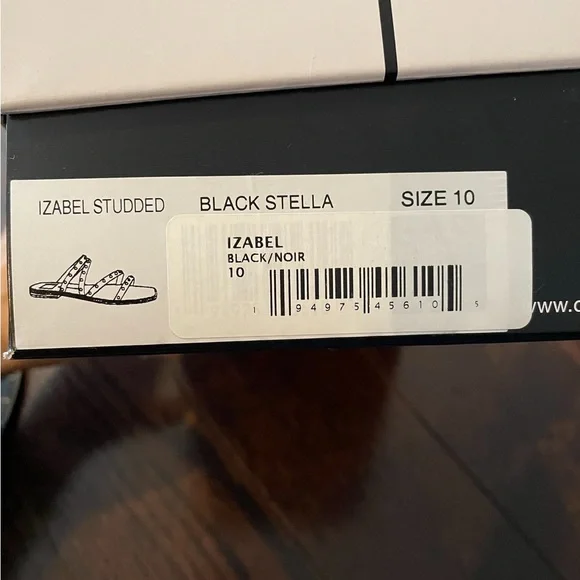 IZABEL STUDDED BLACK STELLA SIZE 10
IZABEL
BLACK/NOIR
10
1 94975 45610 5
www.